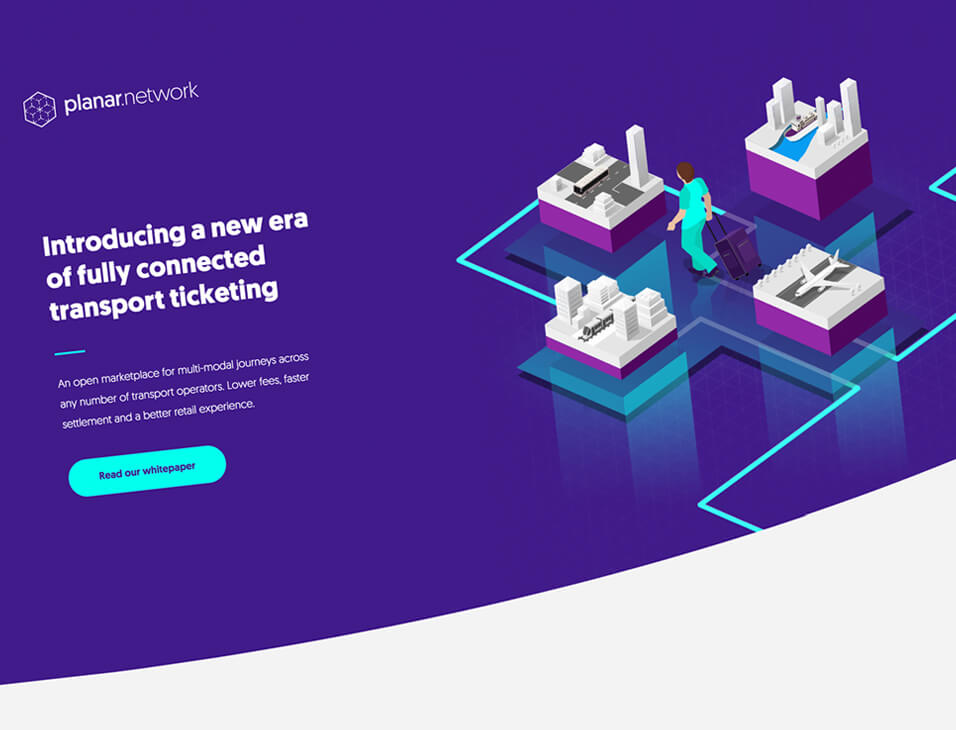 planar.network
Introducing a new era
of fully connected
transport ticketing
An open marketplace for multi-modal journeys across
any number of transport operators. Lower fees, faster
settlement and a better retail experience.
Read our whitepaper